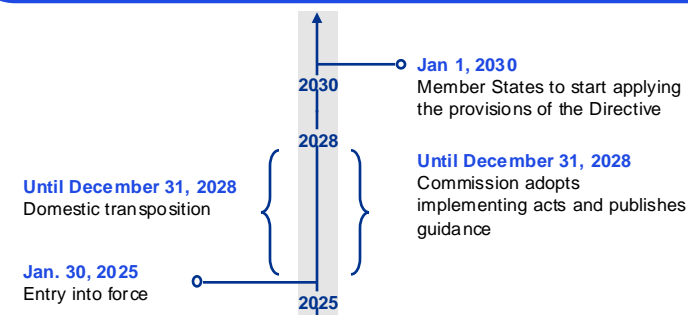 Jan 1, 2030
Member States to start applying
the provisions of the Directive
2030
2028
Until December 31, 2028
Commission adopts
implementing acts and publishes
guidance
Until December 31, 2028
Domestic transposition
Jan. 30, 2025
Entry into force
2025